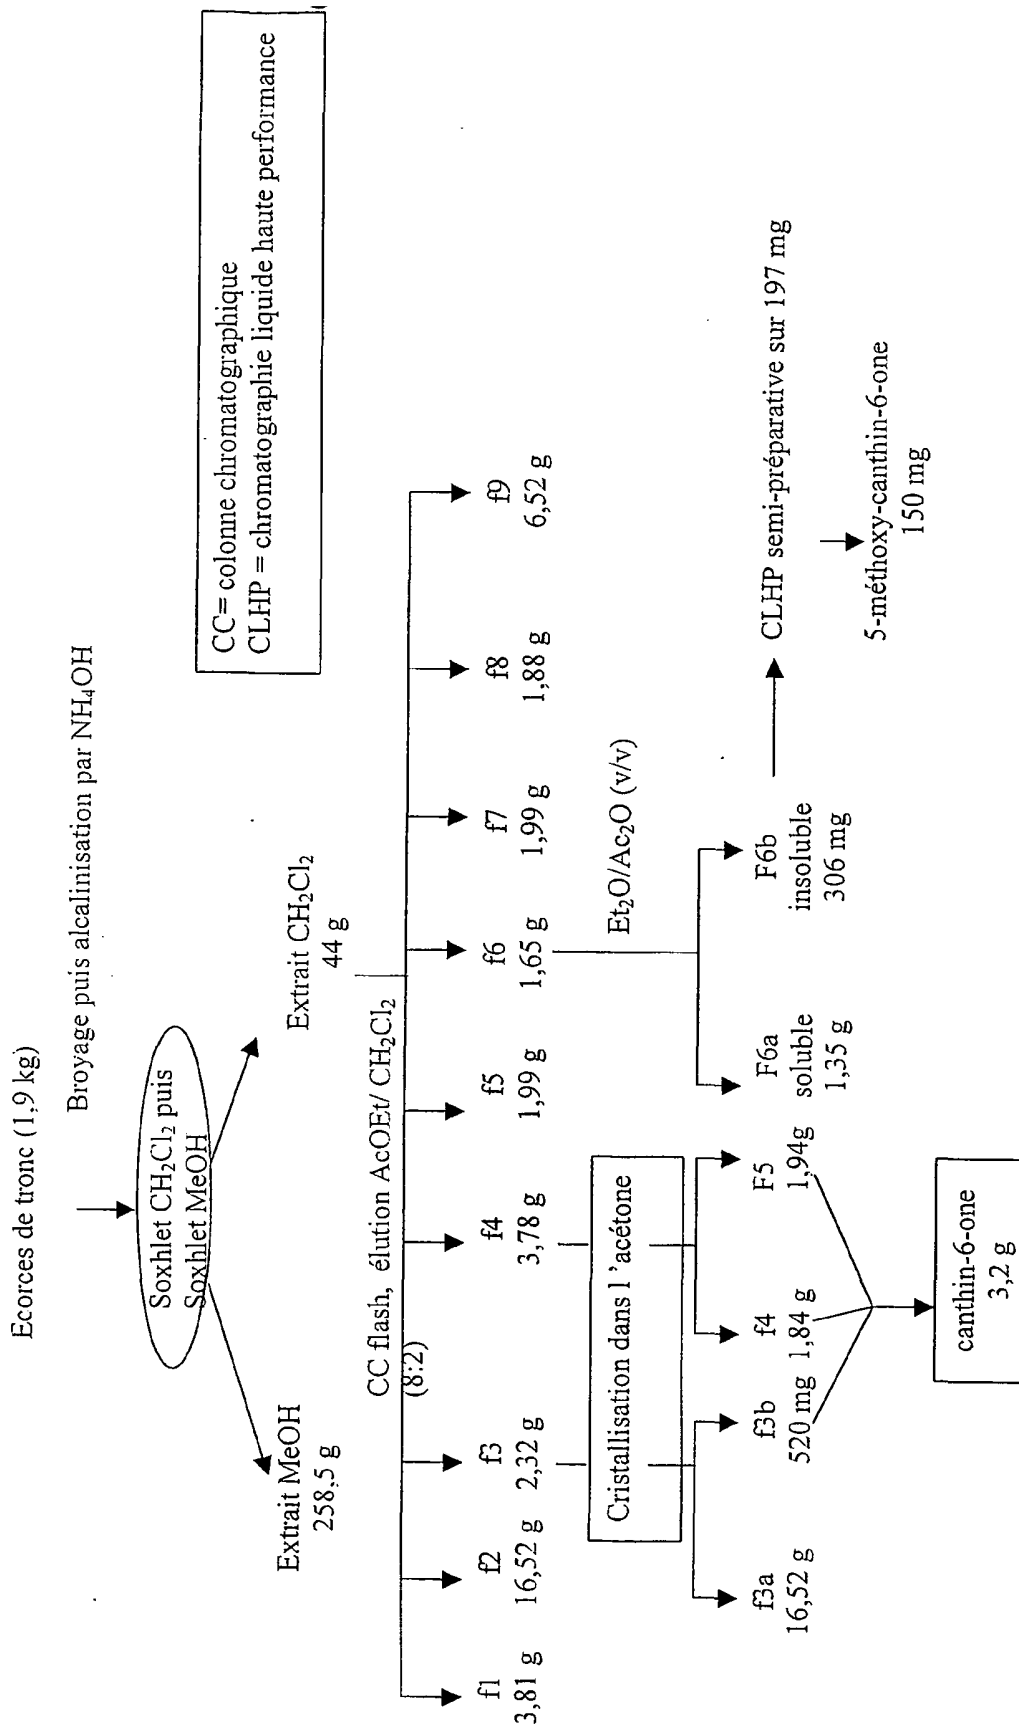 Ecorces de tronc (1,9 kg)
Broyage puis alcalinisation par NH₄OH
Soxhlet CH₂Cl₂ puis
Soxhlet MeOH
Extrait MeOH
258,5 g
Extrait CH₂Cl₂
44 g
CC= colonne chromatographique
CLHP = chromatographie liquide haute performance
CC flash, élution AcOEt/ CH₂Cl₂
(8:2)
f1
3,81 g
f2
16,52 g
f3
2,32 g
f4
3,78 g
f5
1,99 g
f6
1,65 g
f7
1,99 g
f8
1,88 g
f9
6,52 g
Cristallisation dans l 'acétone
Et₂O/Ac₂O (v/v)
f3a
16,52 g
f3b
520 mg
f4
1,84 g
F5
1,94g
F6a
soluble
1,35 g
F6b
insoluble
306 mg
CLHP semi-préparative sur 197 mg
5-méthoxy-canthin-6-one
150 mg
canthin-6-one
3,2 g